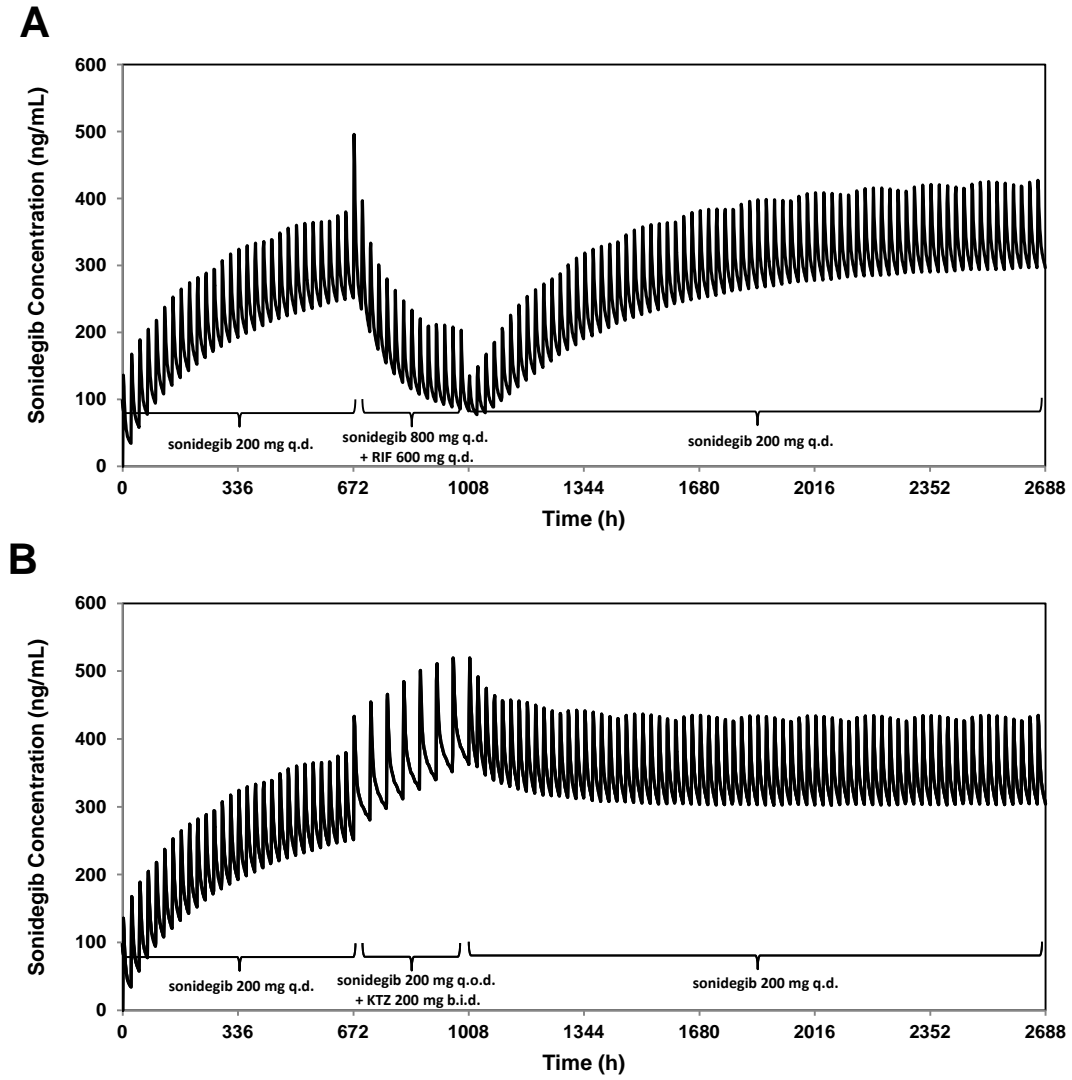 A
Sonidegib Concentration (ng/mL)
600
500
400
300
200
100
0
sonidegib 200 mg q.d.
sonidegib 800 mg q.d.
+ RIF 600 mg q.d.
sonidegib 200 mg q.d.
0 336 672 1008 1344 1680 2016 2352 2688
Time (h)
B
Sonidegib Concentration (ng/mL)
600
500
400
300
200
100
0
sonidegib 200 mg q.d.
sonidegib 200 mg q.o.d.
+ KTZ 200 mg b.i.d.
sonidegib 200 mg q.d.
0 336 672 1008 1344 1680 2016 2352 2688
Time (h)